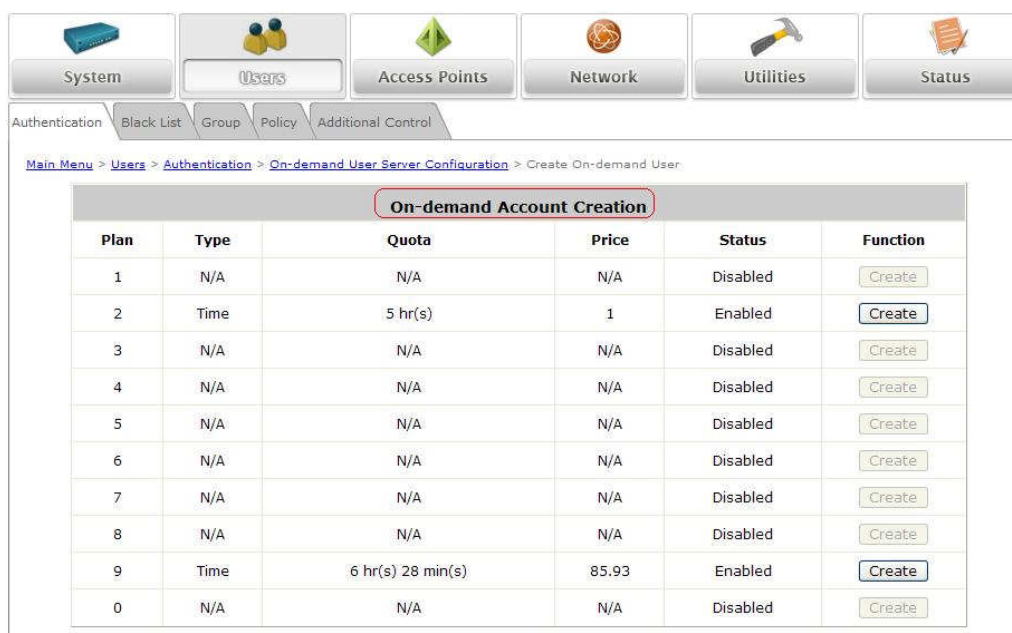 System Users Access Points Network Utilities Status
Authentication Black List Group Policy Additional Control
Main Menu > Users > Authentication > On-demand User Server Configuration > Create On-demand User
On-demand Account Creation
Plan Type Quota Price Status Function
1 N/A N/A N/A Disabled Create
2 Time 5 hr(s) 1 Enabled Create
3 N/A N/A N/A Disabled Create
4 N/A N/A N/A Disabled Create
5 N/A N/A N/A Disabled Create
6 N/A N/A N/A Disabled Create
7 N/A N/A N/A Disabled Create
8 N/A N/A N/A Disabled Create
9 Time 6 hr(s) 28 min(s) 85.93 Enabled Create
0 N/A N/A N/A Disabled Create